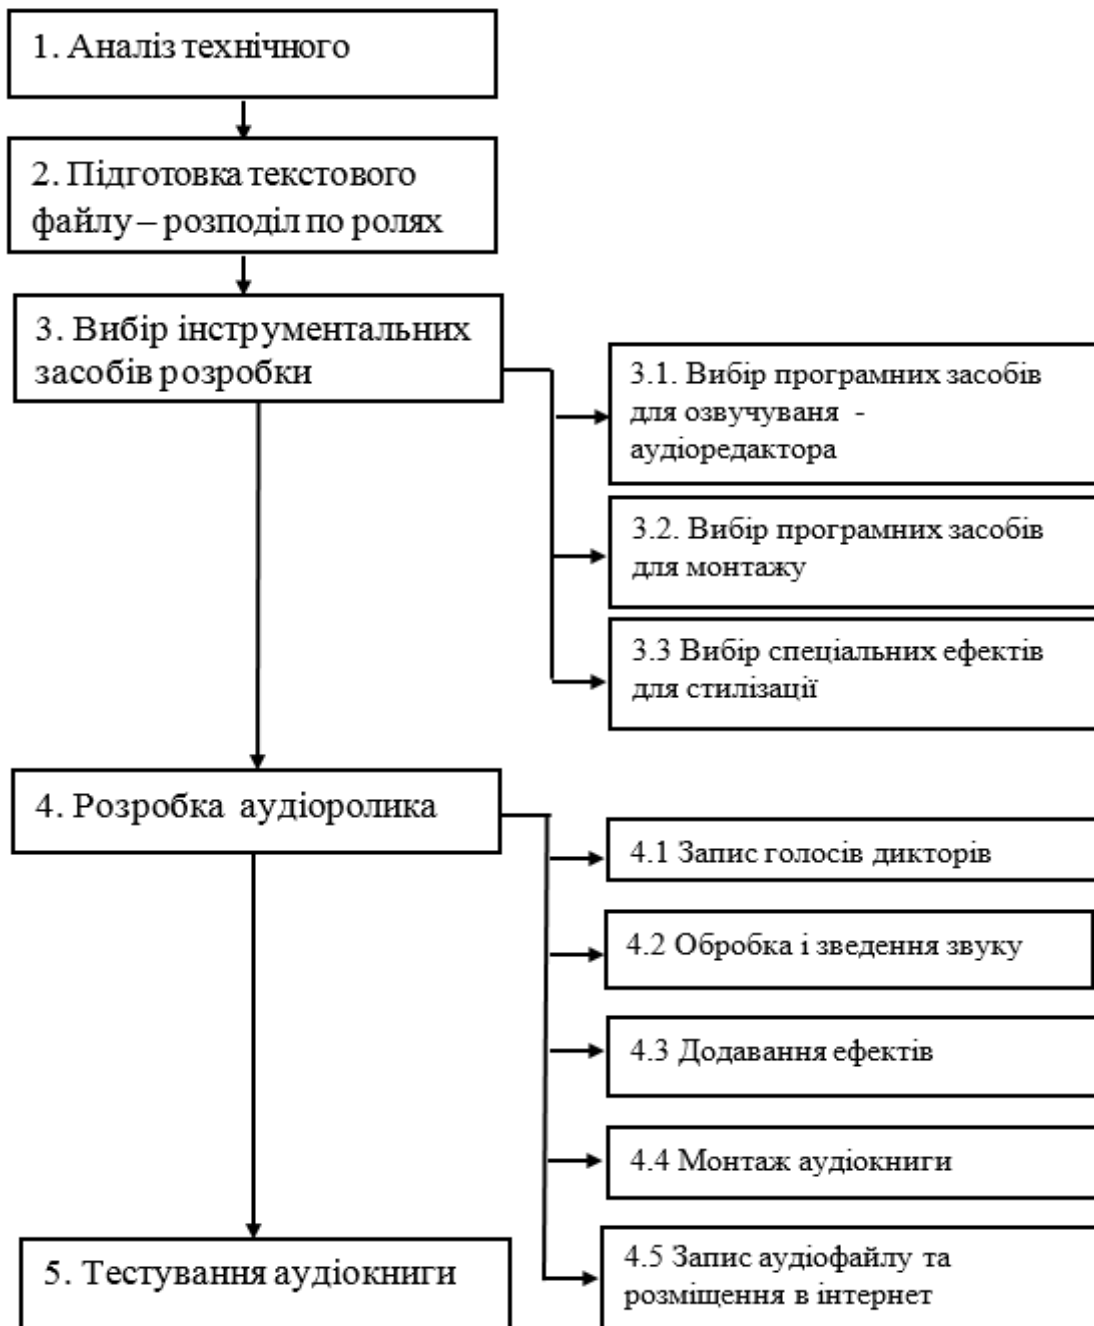 1. Аналіз технічного
2. Підготовка текстового
файлу – розподіл по ролях
3. Вибір інструментальних
засобів розробки
3.1. Вибір програмних засобів
для озвучуваня -
аудіоредактора
3.2. Вибір програмних засобів
для монтажу
3.3 Вибір спеціальних ефектів
для стилізації
4. Розробка аудіоролика
4.1 Запис голосів дикторів
4.2 Обробка і зведення звуку
4.3 Додавання ефектів
4.4 Монтаж аудіокниги
4.5 Запис аудіофайлу та
розміщення в інтернет
5. Тестування аудіокниги